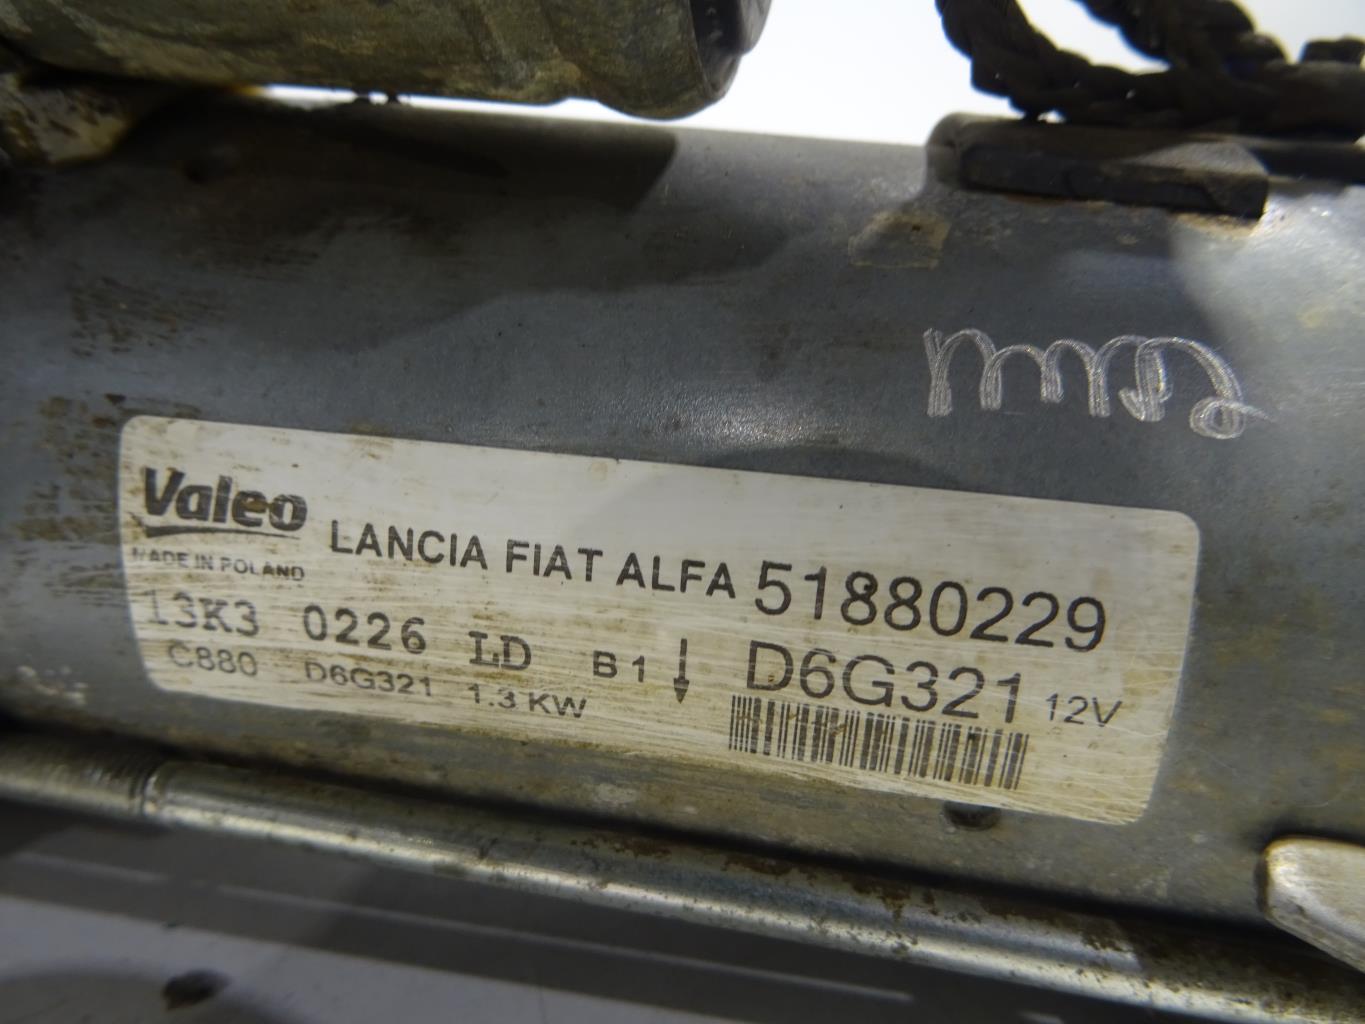 Valeo
LANCIA FIAT ALFA 51880229
MADE IN POLAND
13K3 0226 LD B1 D6G321 12V
C880 D6G321 1.3 KW